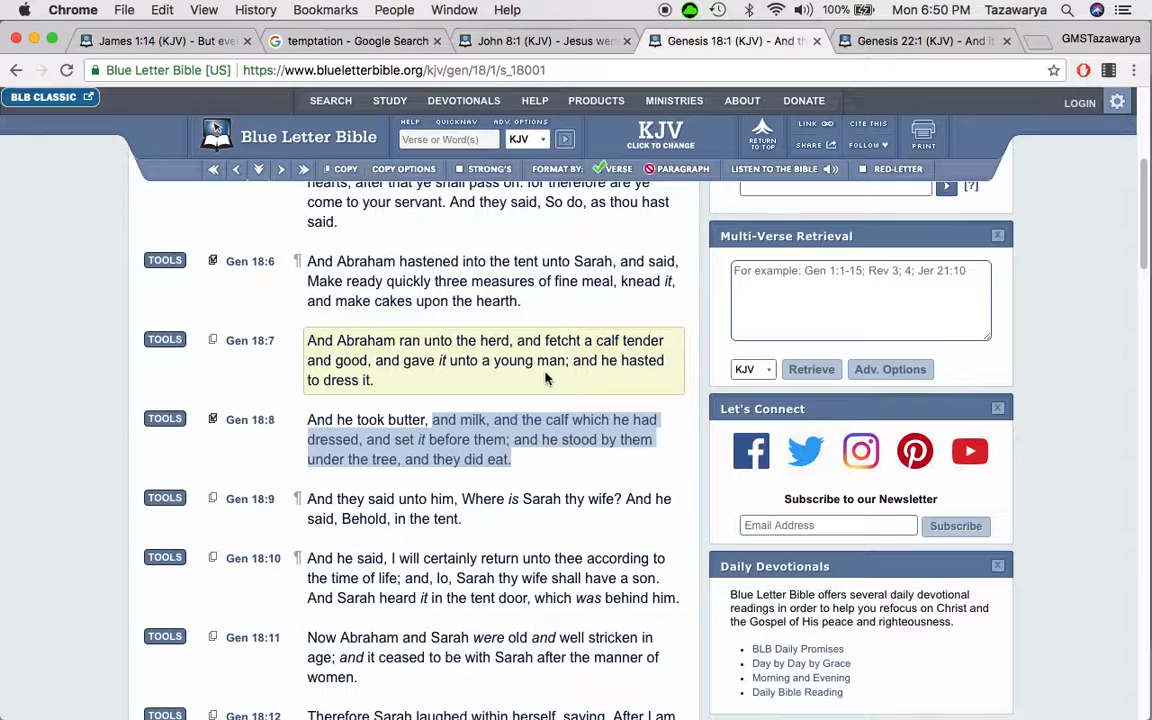 Chrome File Edit View History Bookmarks People Window Help 100% Mon 6:50 PM Tazawarya
James 1:14 (KJV) - But eve
temptation - Google Search
John 8:1 (KJV) - Jesus wen
Genesis 18:1 (KJV) - And th
Genesis 22:1 (KJV) - And it
GMSTazawarya
Blue Letter Bible [US] https://www.blueletterbible.org/kjv/gen/18/1/s_18001
BLB CLASSIC
SEARCH STUDY DEVOTIONALS HELP PRODUCTS MINISTRIES ABOUT DONATE
LOGIN
Blue Letter Bible
HELP QUICKNAV ADV. OPTIONS
Verse or Word(s) KJV
KJV
CLICK TO CHANGE
RETURN
TO TOP
LINK CITE THIS
SHARE FOLLOW
PRINT
COPY COPY OPTIONS STRONG'S FORMAT BY: VERSE PARAGRAPH LISTEN TO THE BIBLE RED-LETTER
hearts; after that ye shall pass on: for therefore are ye
come to your servant. And they said, So do, as thou hast
said.
TOOLS Gen 18:6 ¶ And Abraham hastened into the tent unto Sarah, and said,
Make ready quickly three measures of fine meal, knead it,
and make cakes upon the hearth.
TOOLS Gen 18:7 And Abraham ran unto the herd, and fetcht a calf tender
and good, and gave it unto a young man; and he hasted
to dress it.
TOOLS Gen 18:8 And he took butter, and milk, and the calf which he had
dressed, and set it before them; and he stood by them
under the tree, and they did eat.
TOOLS Gen 18:9 ¶ And they said unto him, Where is Sarah thy wife? And he
said, Behold, in the tent.
TOOLS Gen 18:10 ¶ And he said, I will certainly return unto thee according to
the time of life; and, lo, Sarah thy wife shall have a son.
And Sarah heard it in the tent door, which was behind him.
TOOLS Gen 18:11 Now Abraham and Sarah were old and well stricken in
age; and it ceased to be with Sarah after the manner of
women.
TOOLS Gen 18:12 Therefore Sarah laughed within herself, saying, After I am
[?]
Multi-Verse Retrieval
For example: Gen 1:1-15; Rev 3; 4; Jer 21:10
KJV Retrieve Adv. Options
Let's Connect
Subscribe to our Newsletter
Email Address Subscribe
Daily Devotionals
Blue Letter Bible offers several daily devotional
readings in order to help you refocus on Christ and
the Gospel of His peace and righteousness.
BLB Daily Promises
Day by Day by Grace
Morning and Evening
Daily Bible Reading